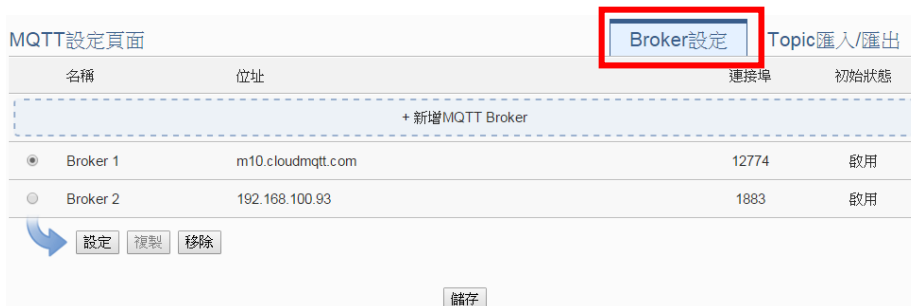 MQTT設定頁面 Broker設定 Topic匯入/匯出
名稱 位址 連接埠 初始狀態
+ 新增MQTT Broker
Broker 1 m10.cloudmqtt.com 12774 啟用
Broker 2 192.168.100.93 1883 啟用
設定 複製 移除
儲存